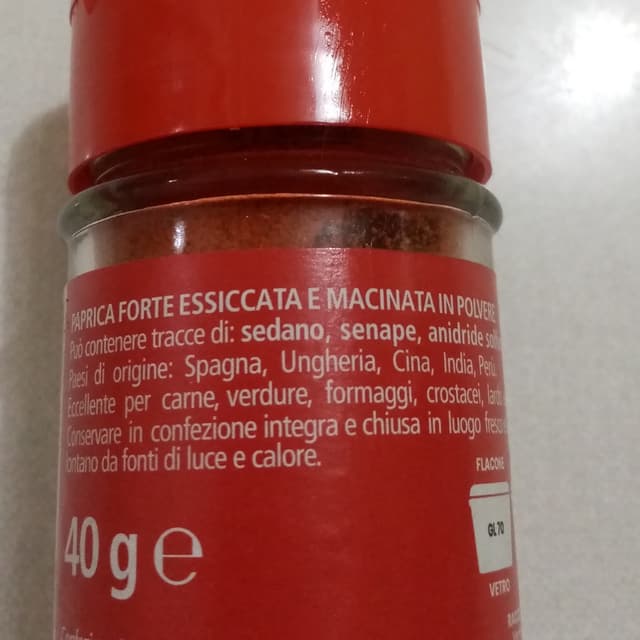 PAPRICA FORTE ESSICCATA E MACINATA IN POLVERE
Può contenere tracce di: sedano, senape, anidride
Paesi di origine: Spagna, Ungheria, Cina, India, Perù.
Eccellente per carne, verdure, formaggi, crostacei, lardo
Conservare in confezione integra e chiusa in luogo fresco
lontano da fonti di luce e calore.
FLACONE
GL 70
VETRO
40 g e